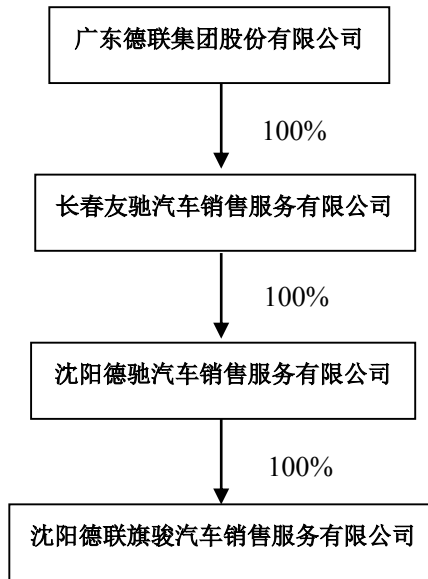 广东德联集团股份有限公司
100%
长春友驰汽车销售服务有限公司
100%
沈阳德驰汽车销售服务有限公司
100%
沈阳德联旗骏汽车销售服务有限公司